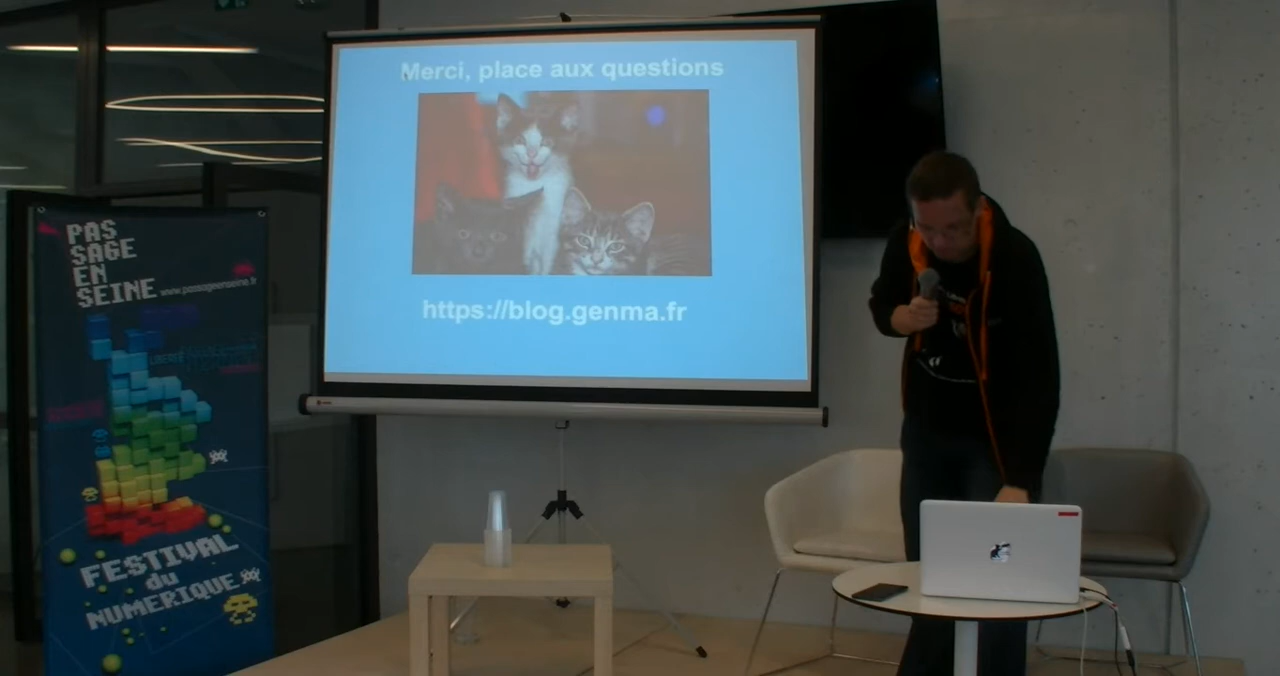 Merci, place aux questions
https://blog.genma.fr
PAS
SAGE
EN
SEINE
www.passageenseine.fr
FESTIVAL
du
NUMERIQUE